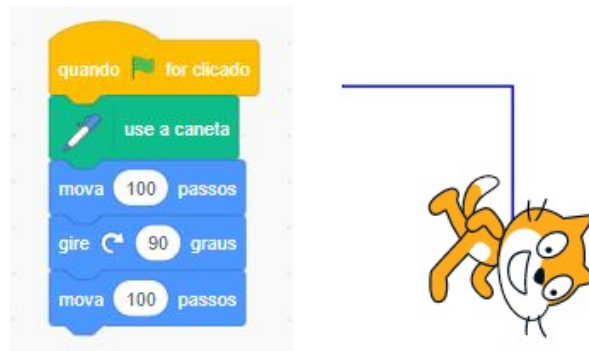 quando for clicado
use a caneta
mova 100 passos
gire 90 graus
mova 100 passos